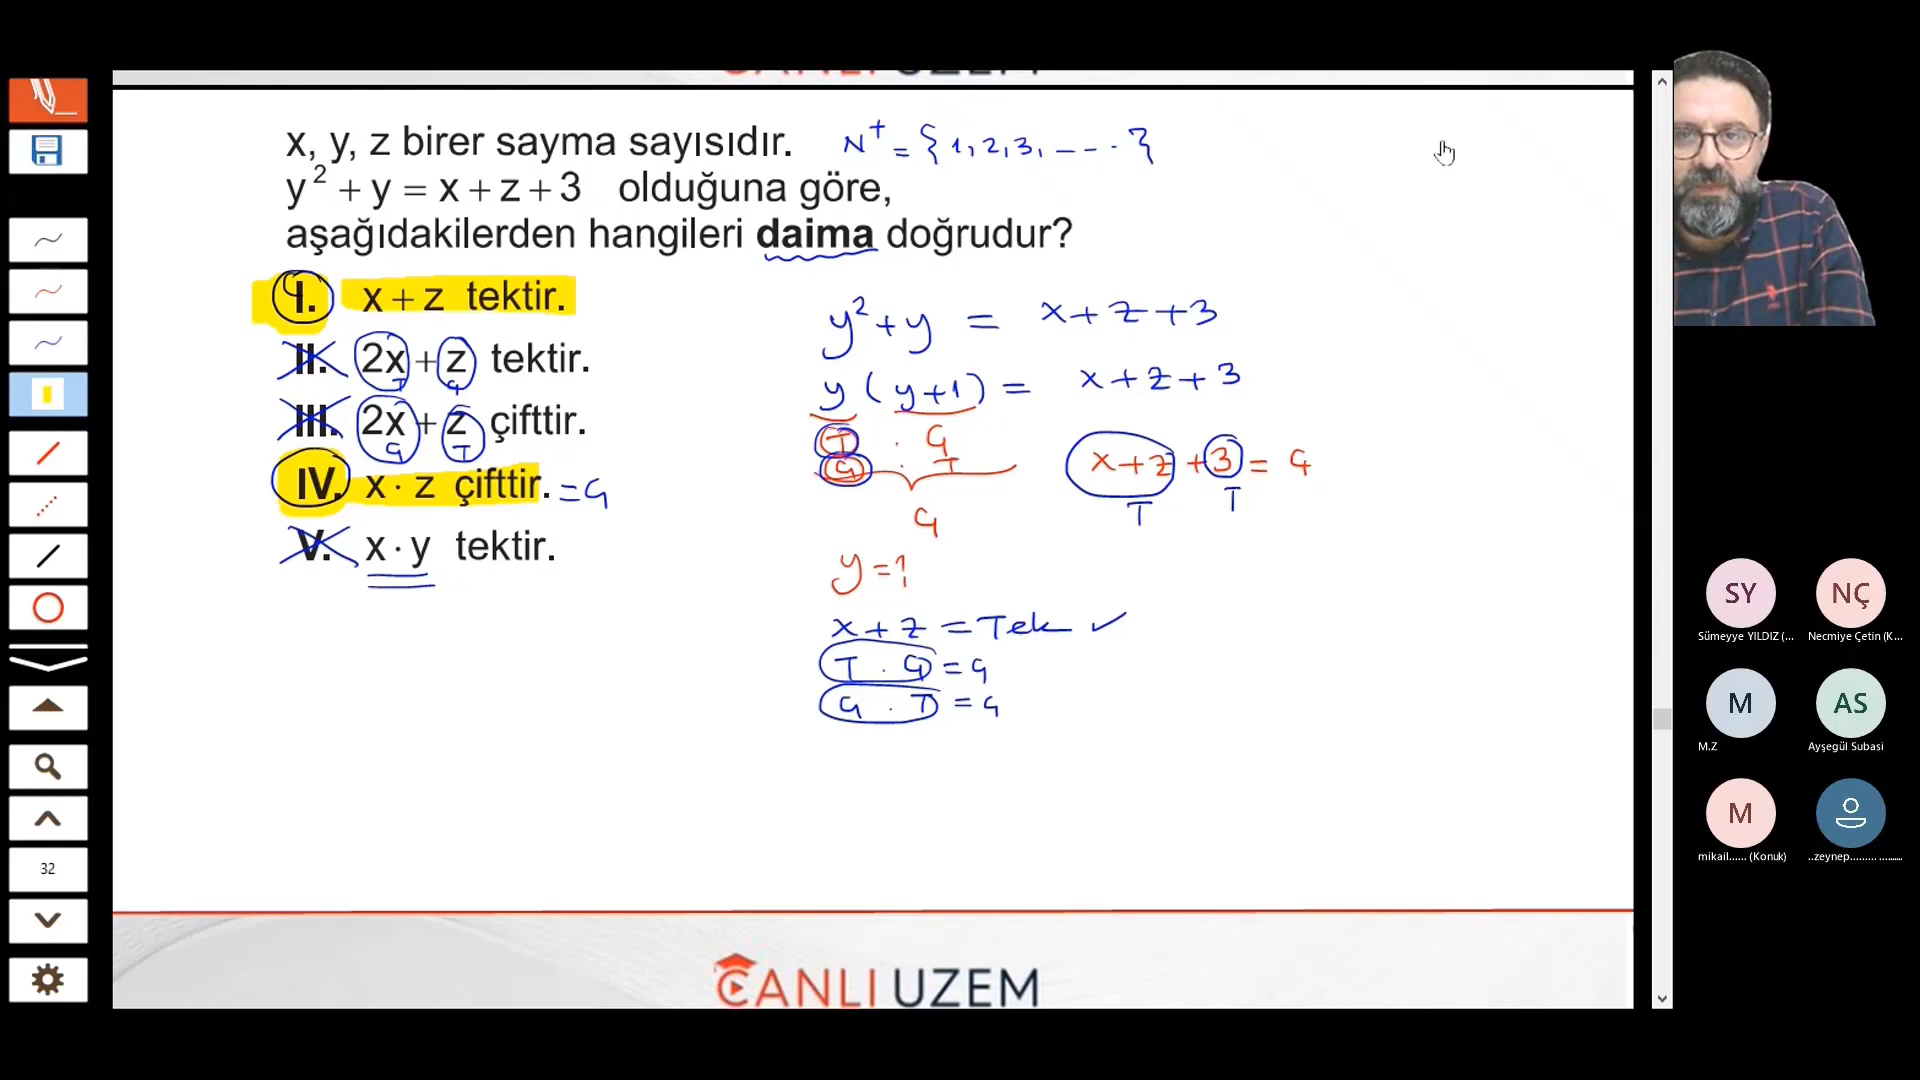 x, y, z birer sayma sayısıdır. N⁺ = {1, 2, 3, ---·}
y² + y = x + z + 3 olduğuna göre,
aşağıdakilerden hangileri daima doğrudur?
I. x + z tektir.
II. 2x + z tektir.
T Ç
III. 2x + z çifttir.
Ç T
IV. x · z çifttir. = Ç
V. x · y tektir.
y² + y = x + z + 3
y (y+1) = x + z + 3
T · Ç
Ç · T
Ç
x + z + 3 = Ç
T T
y = ?
x + z = Tek ✓
T · Ç = Ç
Ç · T = Ç
CANLI UZEM
32
SY
Sümeyye YILDIZ (...
NÇ
Necmiye Çetin (K...
M
M.Z
AS
Ayşegül Subasi
M
mikail...... (Konuk)
..zeynep......... .......